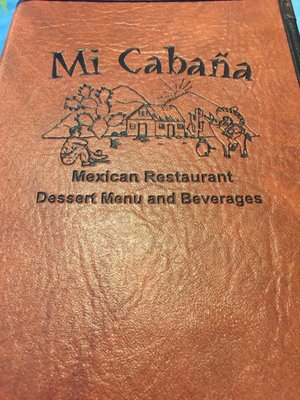 Mi Cabaña
Mexican Restaurant
Dessert Menu and Beverages